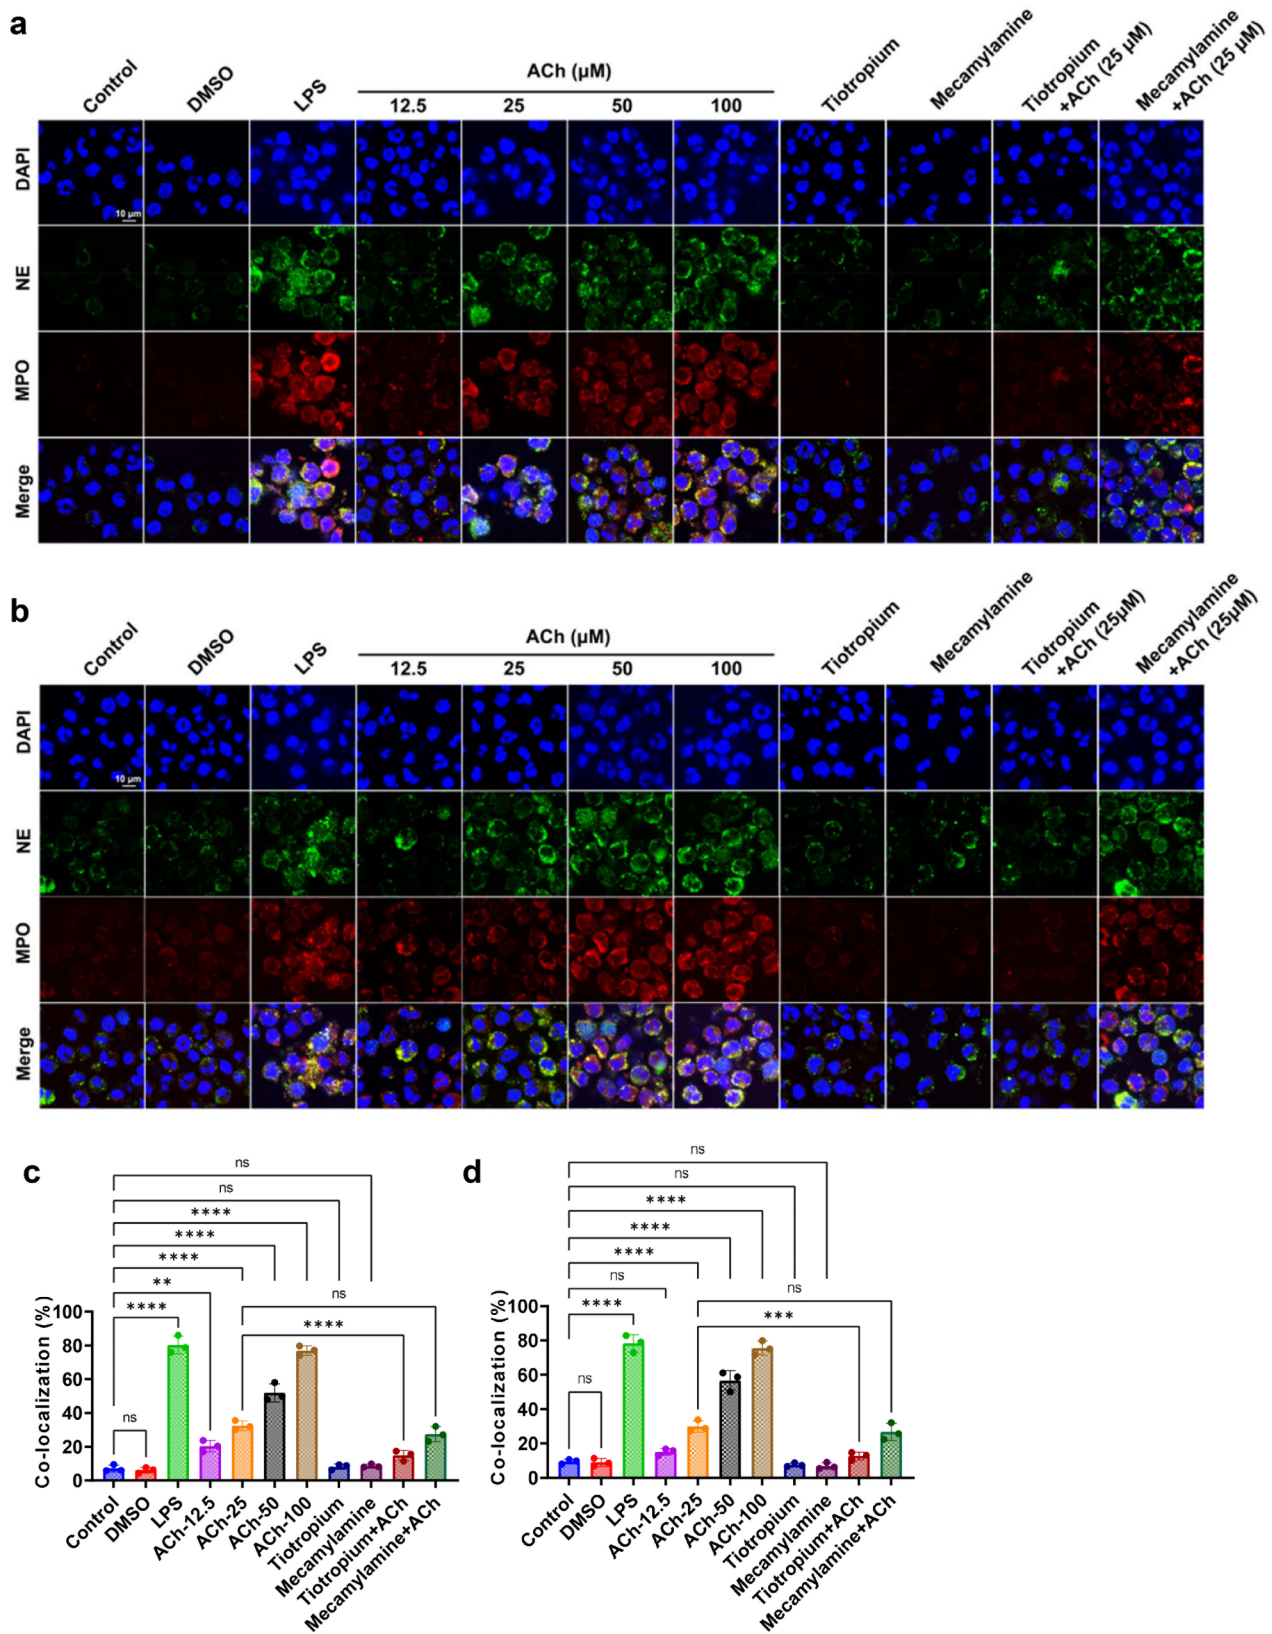 a
Control
DMSO
LPS
ACh (µM)
12.5
25
50
100
Tiotropium
Mecamylamine
Tiotropium
+ACh (25 µM)
Mecamylamine
+ACh (25 µM)
DAPI
10 µm
NE
MPO
Merge
b
Control
DMSO
LPS
ACh (µM)
12.5
25
50
100
Tiotropium
Mecamylamine
Tiotropium
+ACh (25µM)
Mecamylamine
+ACh (25µM)
DAPI
10 µm
NE
MPO
Merge
c
ns
ns
****
****
****
**
****
ns
ns
****
Co-localization (%)
100
80
60
40
20
0
Control
DMSO
LPS
ACh-12.5
ACh-25
ACh-50
ACh-100
Tiotropium
Mecamylamine
Tiotropium+ACh
Mecamylamine+ACh
d
ns
ns
****
****
****
ns
****
ns
ns
***
Co-localization (%)
100
80
60
40
20
0
Control
DMSO
LPS
ACh-12.5
ACh-25
ACh-50
ACh-100
Tiotropium
Mecamylamine
Tiotropium+ACh
Mecamylamine+ACh